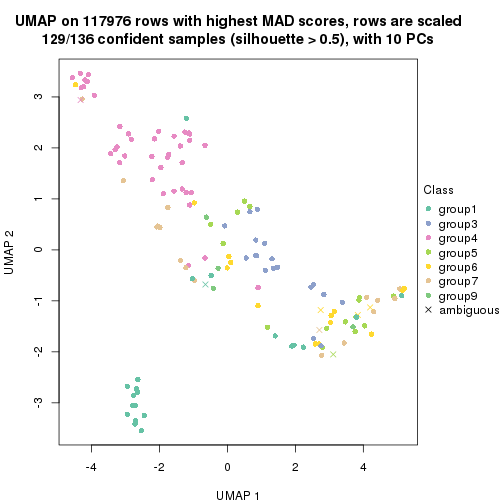 UMAP on 117976 rows with highest MAD scores, rows are scaled
129/136 confident samples (silhouette > 0.5), with 10 PCs
3
2
1
0
-1
-2
-3
UMAP 2
-4
-2
0
2
4
UMAP 1
Class
group1
group3
group4
group5
group6
group7
group9
ambiguous